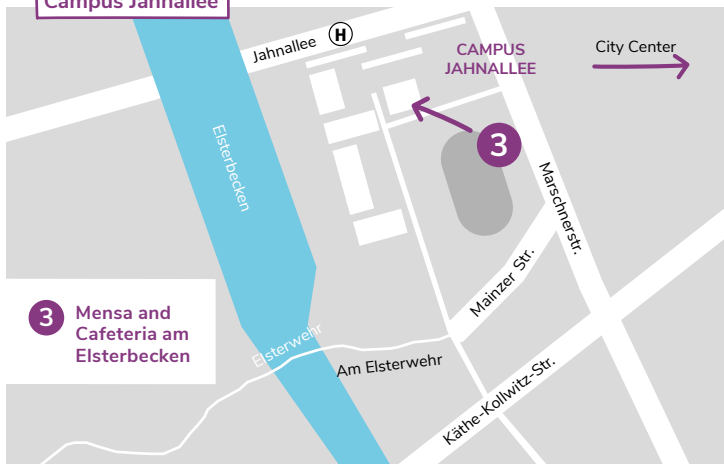 Campus Jahnallee
Jahnallee
H
CAMPUS
JAHNALLEE
City Center
3
Elsterbecken
Marschnerstr.
Mainzer Str.
3 Mensa and
Cafeteria am
Elsterbecken
Elsterwehr
Am Elsterwehr
Käthe-Kollwitz-Str.